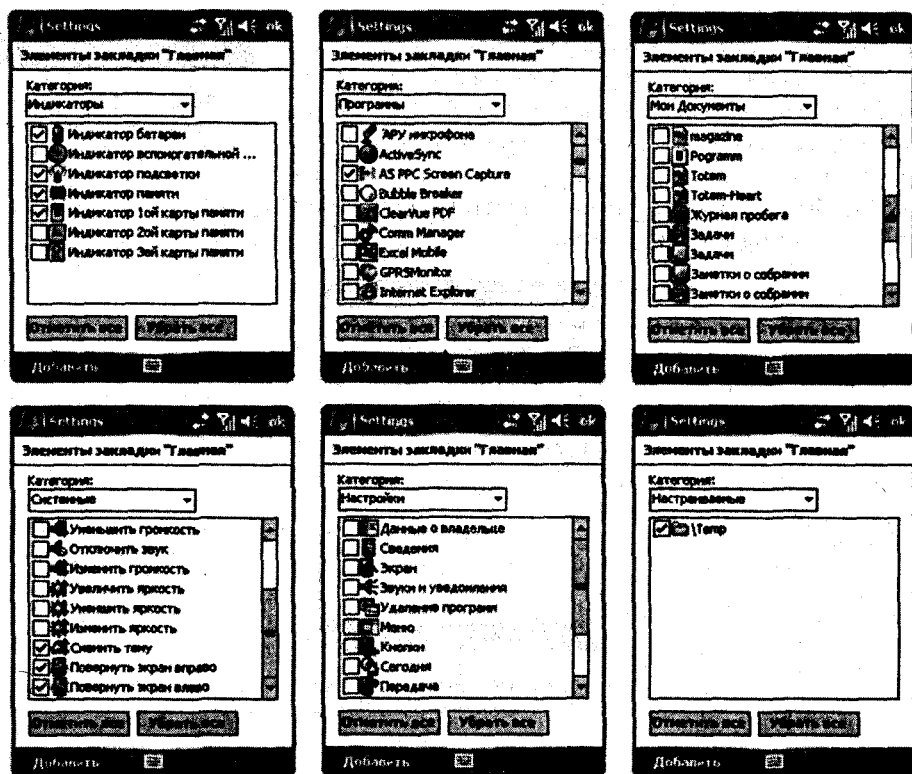 Settings ok
Элементы закладки "Главная"
Категория:
Индикаторы
Индикатор батареи
Индикатор вспомогательной ...
Индикатор подсветки
Индикатор памяти
Индикатор 1ой карты памяти
Индикатор 2ой карты памяти
Индикатор 3ей карты памяти
Отметить все Убрать все
Добавить
Settings ok
Элементы закладки "Главная"
Категория:
Программы
АРУ микрофона
ActiveSync
AS PPC Screen Capture
Bubble Breaker
ClearVue PDF
Comm Manager
Excel Mobile
GPRSMonitor
Internet Explorer
Отметить все Убрать все
Добавить
Settings ok
Элементы закладки "Главная"
Категория:
Мои Документы
magazine
Pogramm
Totem
Totem-Heart
Журнал пробега
Задачи
Задачи
Заметки о собрании
Заметки о собрании
Отметить все Убрать все
Добавить
Settings ok
Элементы закладки "Главная"
Категория:
Системные
Уменьшить громкость
Отключить звук
Изменить громкость
Увеличить яркость
Уменьшить яркость
Изменить яркость
Сменить тему
Повернуть экран вправо
Повернуть экран влево
Отметить все Убрать все
Добавить
Settings ok
Элементы закладки "Главная"
Категория:
Настройки
Данные о владельце
Сведения
Экран
Звуки и уведомления
Удаление программ
Меню
Кнопки
Сегодня
Передача
Отметить все Убрать все
Добавить
Settings ok
Элементы закладки "Главная"
Категория:
Настраиваемые
\Temp
Отметить все Убрать все
Добавить